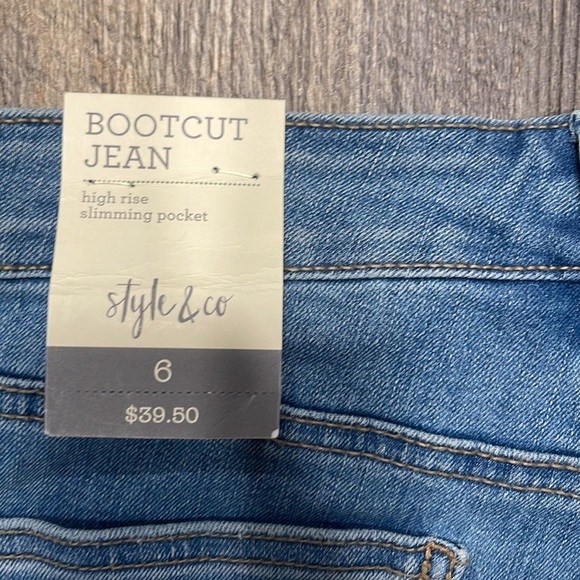 BOOTCUT
JEAN
high rise
slimming pocket
style & co
6
$39.50